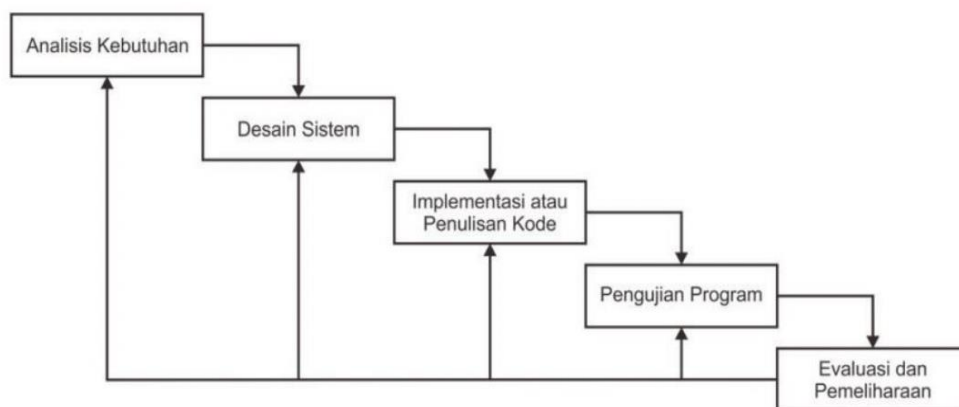 Analisis Kebutuhan
Desain Sistem
Implementasi atau
Penulisan Kode
Pengujian Program
Evaluasi dan
Pemeliharaan